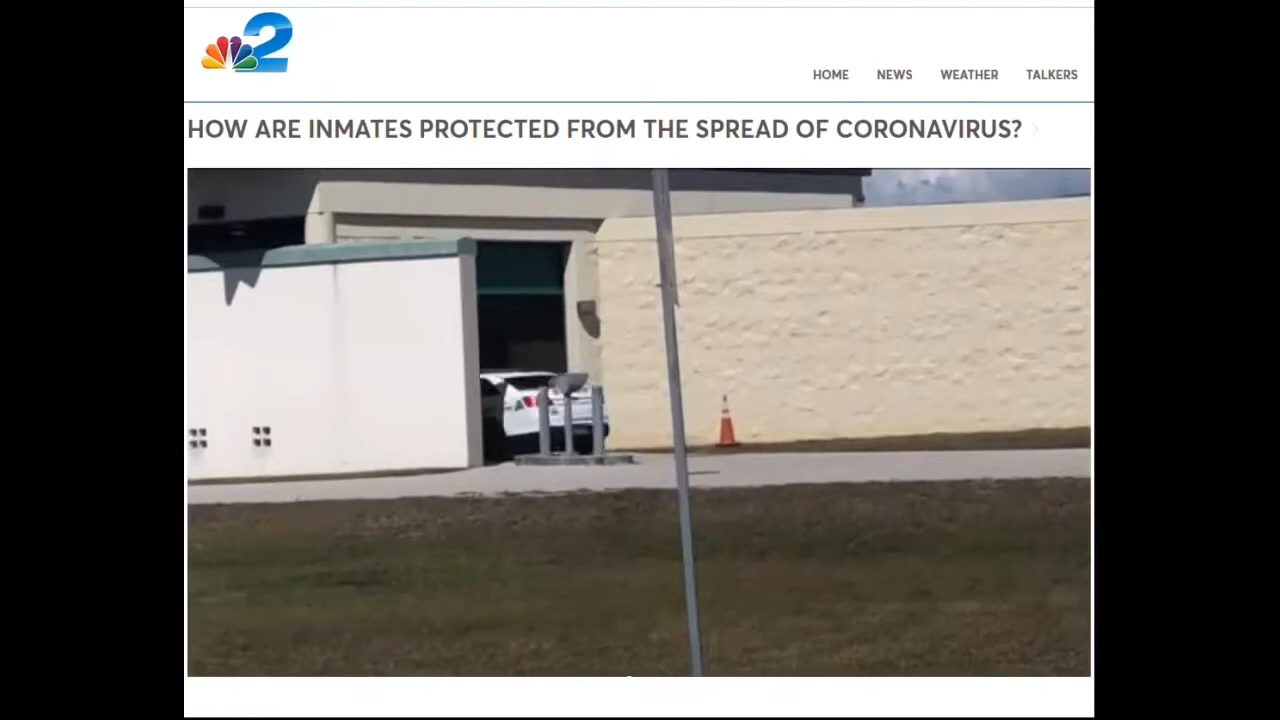 2
HOME NEWS WEATHER TALKERS
HOW ARE INMATES PROTECTED FROM THE SPREAD OF CORONAVIRUS?